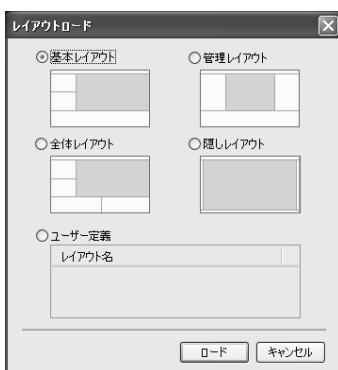 レイアウトロード
基本レイアウト 管理レイアウト
全体レイアウト 隠しレイアウト
ユーザー定義
レイアウト名
ロード キャンセル